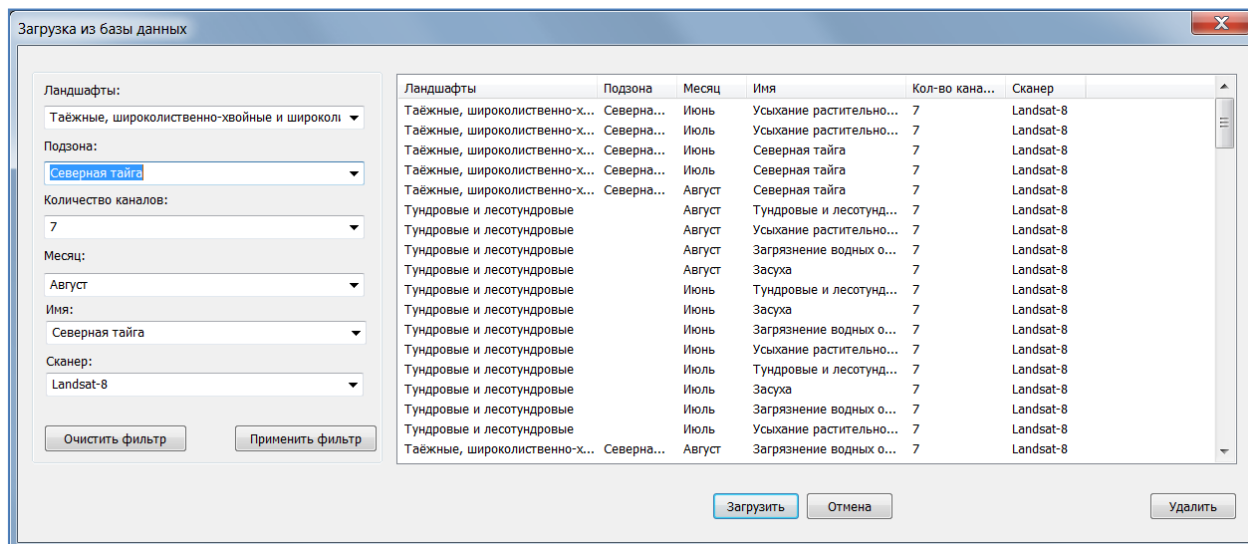 Загрузка из базы данных
Ландшафты:
Таёжные, широколиственно-хвойные и широколи
Подзона:
Северная тайга
Количество каналов:
7
Месяц:
Август
Имя:
Северная тайга
Сканер:
Landsat-8
Очистить фильтр Применить фильтр
Ландшафты Подзона Месяц Имя Кол-во кана... Сканер
Таёжные, широколиственно-х... Северна... Июнь Усыхание растительно... 7 Landsat-8
Таёжные, широколиственно-х... Северна... Июль Усыхание растительно... 7 Landsat-8
Таёжные, широколиственно-х... Северна... Июнь Северная тайга 7 Landsat-8
Таёжные, широколиственно-х... Северна... Июль Северная тайга 7 Landsat-8
Таёжные, широколиственно-х... Северна... Август Северная тайга 7 Landsat-8
Тундровые и лесотундровые Август Тундровые и лесотунд... 7 Landsat-8
Тундровые и лесотундровые Август Усыхание растительно... 7 Landsat-8
Тундровые и лесотундровые Август Загрязнение водных о... 7 Landsat-8
Тундровые и лесотундровые Август Засуха 7 Landsat-8
Тундровые и лесотундровые Июнь Тундровые и лесотунд... 7 Landsat-8
Тундровые и лесотундровые Июнь Засуха 7 Landsat-8
Тундровые и лесотундровые Июнь Загрязнение водных о... 7 Landsat-8
Тундровые и лесотундровые Июнь Усыхание растительно... 7 Landsat-8
Тундровые и лесотундровые Июль Тундровые и лесотунд... 7 Landsat-8
Тундровые и лесотундровые Июль Засуха 7 Landsat-8
Тундровые и лесотундровые Июль Загрязнение водных о... 7 Landsat-8
Тундровые и лесотундровые Июль Усыхание растительно... 7 Landsat-8
Таёжные, широколиственно-х... Северна... Август Загрязнение водных о... 7 Landsat-8
Загрузить Отмена Удалить